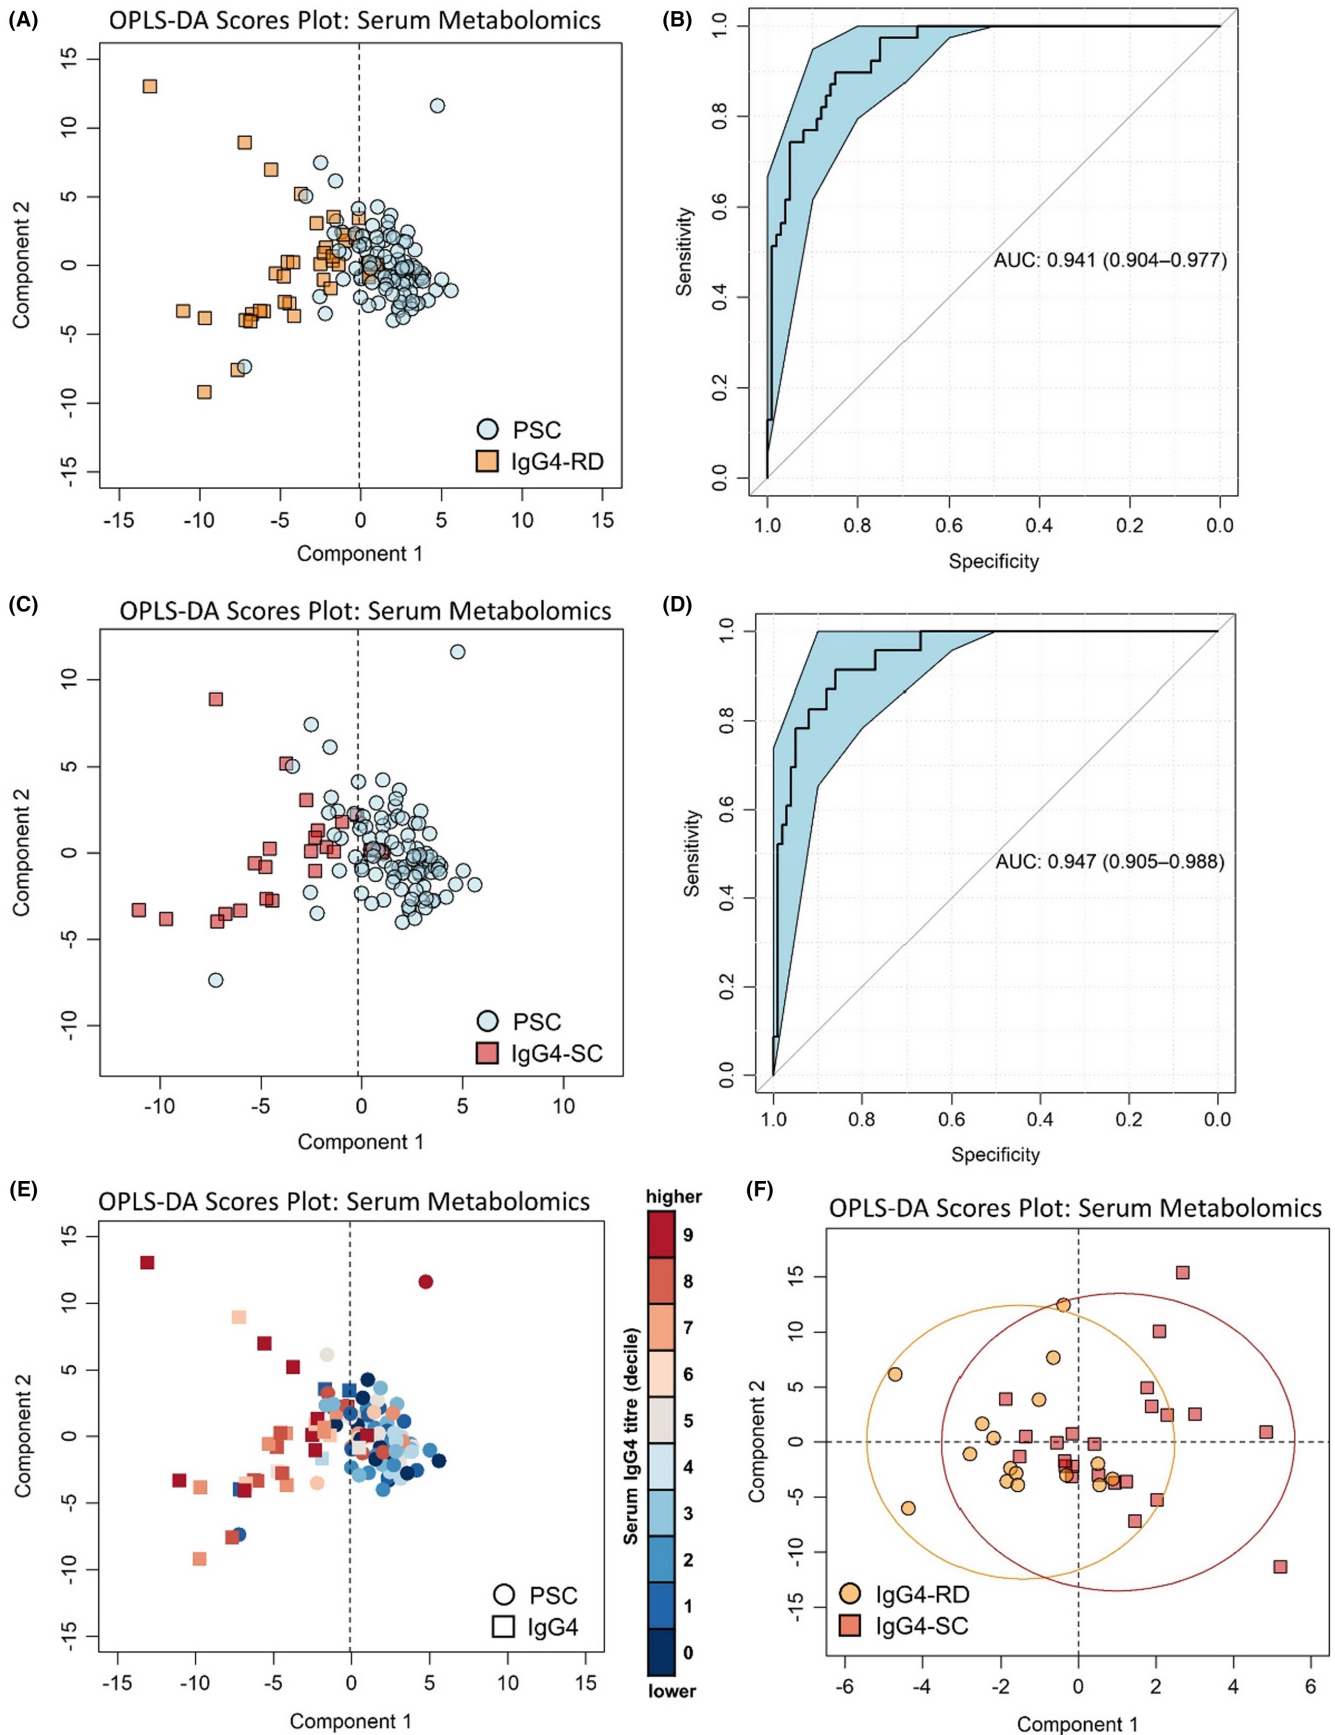 (A)
OPLS-DA Scores Plot: Serum Metabolomics
15
10
5
0
-5
-10
-15
Component 2
-15 -10 -5 0 5 10 15
Component 1
PSC
IgG4-RD
(B)
1.0
0.8
0.6
0.4
0.2
0.0
Sensitivity
AUC: 0.941 (0.904–0.977)
1.0 0.8 0.6 0.4 0.2 0.0
Specificity
(C)
OPLS-DA Scores Plot: Serum Metabolomics
10
5
0
-5
-10
Component 2
-10 -5 0 5 10
Component 1
PSC
IgG4-SC
(D)
1.0
0.8
0.6
0.4
0.2
0.0
Sensitivity
AUC: 0.947 (0.905–0.988)
1.0 0.8 0.6 0.4 0.2 0.0
Specificity
(E)
OPLS-DA Scores Plot: Serum Metabolomics
15
10
5
0
-5
-10
-15
Component 2
-15 -10 -5 0 5 10 15
Component 1
PSC
IgG4
higher
9
8
7
6
5
4
3
2
1
0
lower
Serum IgG4 titre (decile)
(F)
OPLS-DA Scores Plot: Serum Metabolomics
15
10
5
0
-5
-10
-15
Component 2
-6 -4 -2 0 2 4 6
Component 1
IgG4-RD
IgG4-SC